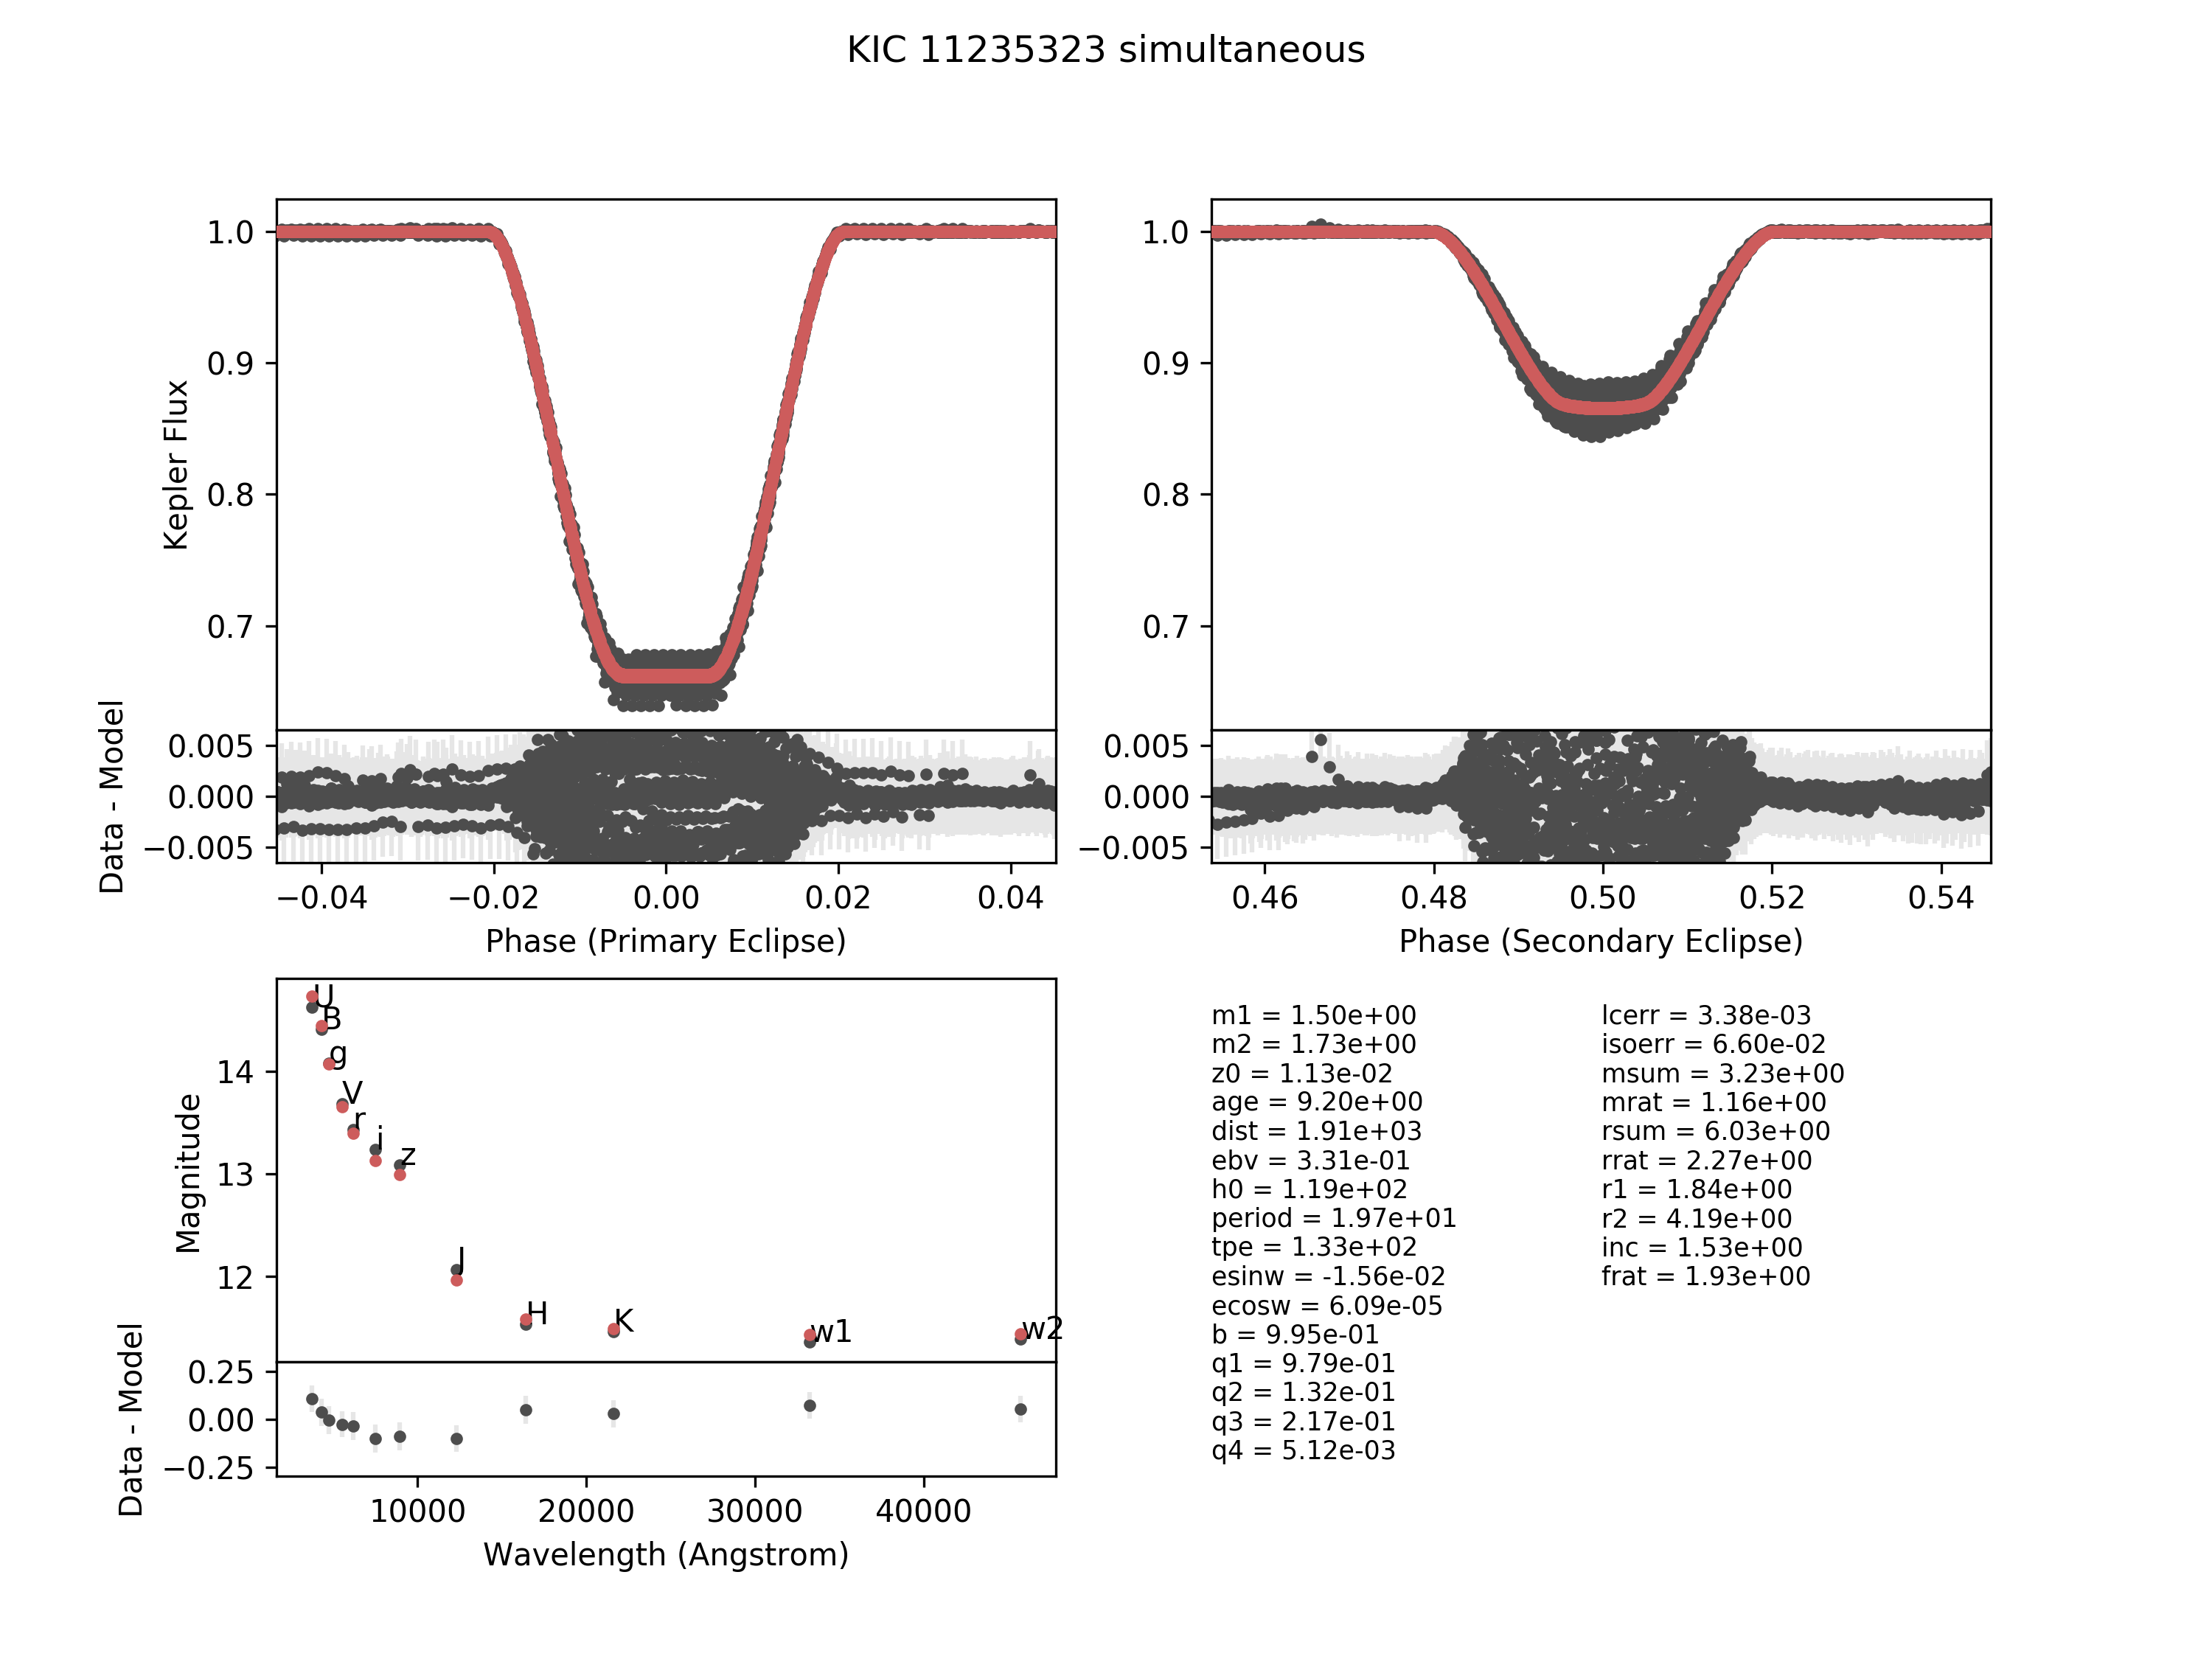 KIC 11235323 simultaneous
1.0
0.9
0.8
0.7
Kepler Flux
1.0
0.9
0.8
0.7
0.005
0.000
−0.005
Data - Model
0.005
0.000
−0.005
−0.04 −0.02 0.00 0.02 0.04
Phase (Primary Eclipse)
0.46 0.48 0.50 0.52 0.54
Phase (Secondary Eclipse)
14
13
12
Magnitude
U
B
g
V
r
i
z
J
H
K
w1
w2
0.25
0.00
−0.25
Data - Model
10000 20000 30000 40000
Wavelength (Angstrom)
m1 = 1.50e+00
m2 = 1.73e+00
z0 = 1.13e-02
age = 9.20e+00
dist = 1.91e+03
ebv = 3.31e-01
h0 = 1.19e+02
period = 1.97e+01
tpe = 1.33e+02
esinw = -1.56e-02
ecosw = 6.09e-05
b = 9.95e-01
q1 = 9.79e-01
q2 = 1.32e-01
q3 = 2.17e-01
q4 = 5.12e-03
lcerr = 3.38e-03
isoerr = 6.60e-02
msum = 3.23e+00
mrat = 1.16e+00
rsum = 6.03e+00
rrat = 2.27e+00
r1 = 1.84e+00
r2 = 4.19e+00
inc = 1.53e+00
frat = 1.93e+00